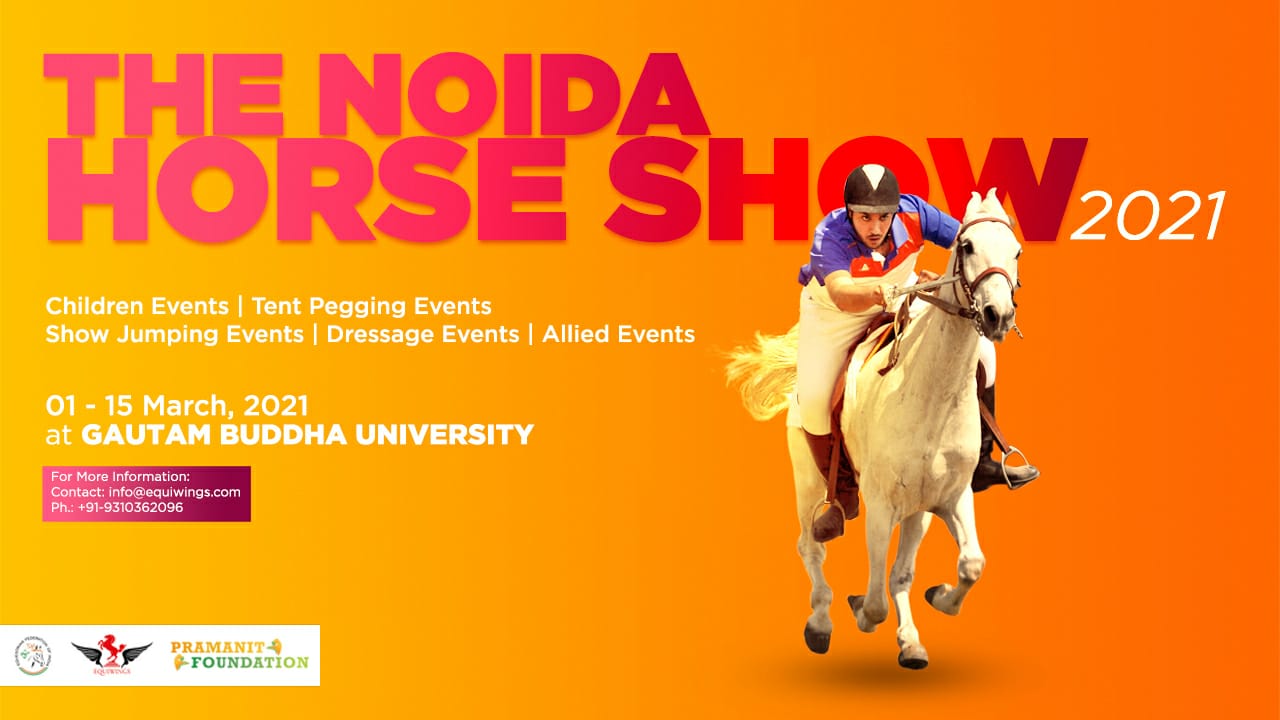 THE NOIDA
HORSE SHOW 2021
Children Events | Tent Pegging Events
Show Jumping Events | Dressage Events | Allied Events
01 - 15 March, 2021
at GAUTAM BUDDHA UNIVERSITY
For More Information:
Contact: info@equiwings.com
Ph.: +91-9310362096
EQUIWINGS
PRAMANIT
FOUNDATION